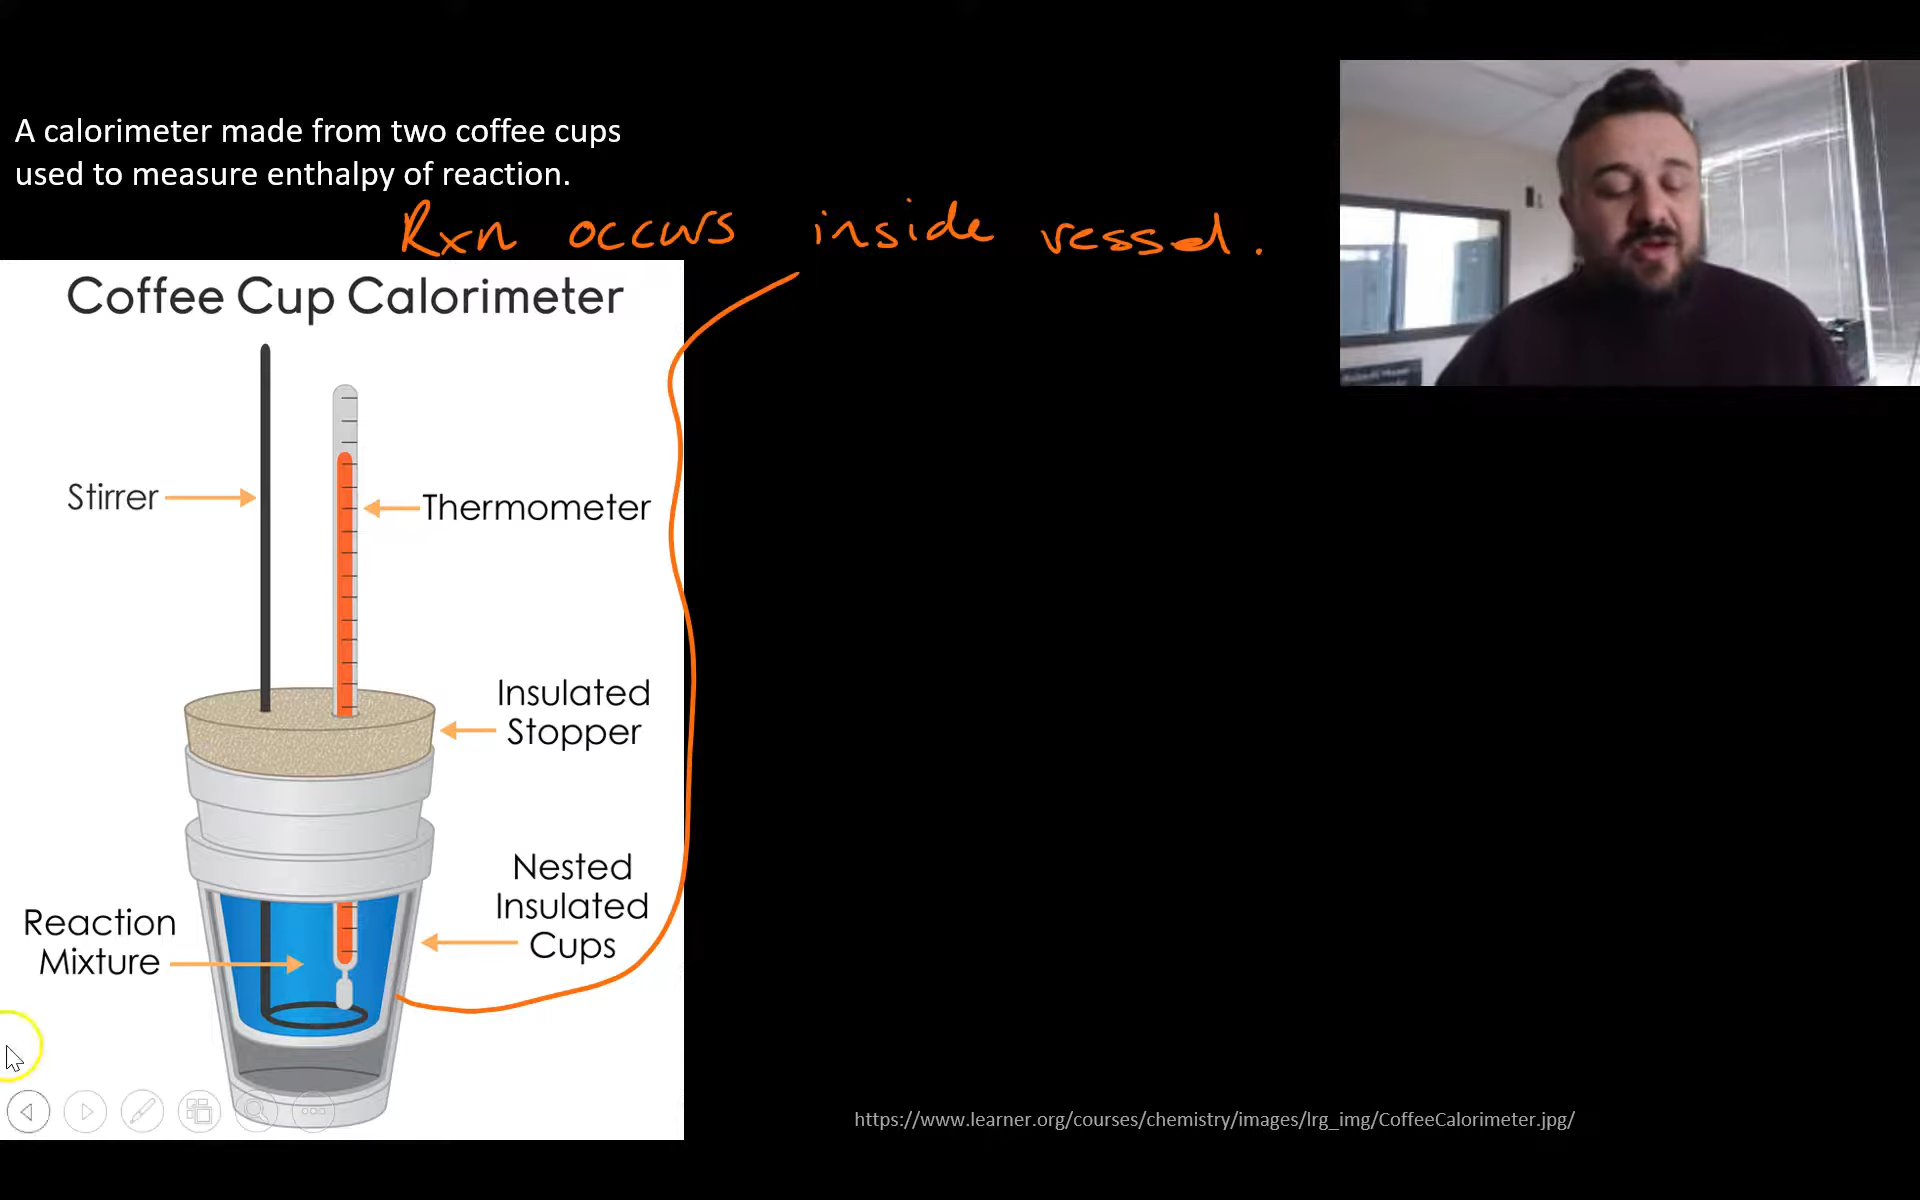 A calorimeter made from two coffee cups
used to measure enthalpy of reaction.
Rxn occurs inside vessel.
Coffee Cup Calorimeter
Stirrer
Thermometer
Insulated
Stopper
Nested
Insulated
Cups
Reaction
Mixture
https://www.learner.org/courses/chemistry/images/lrg_img/CoffeeCalorimeter.jpg/